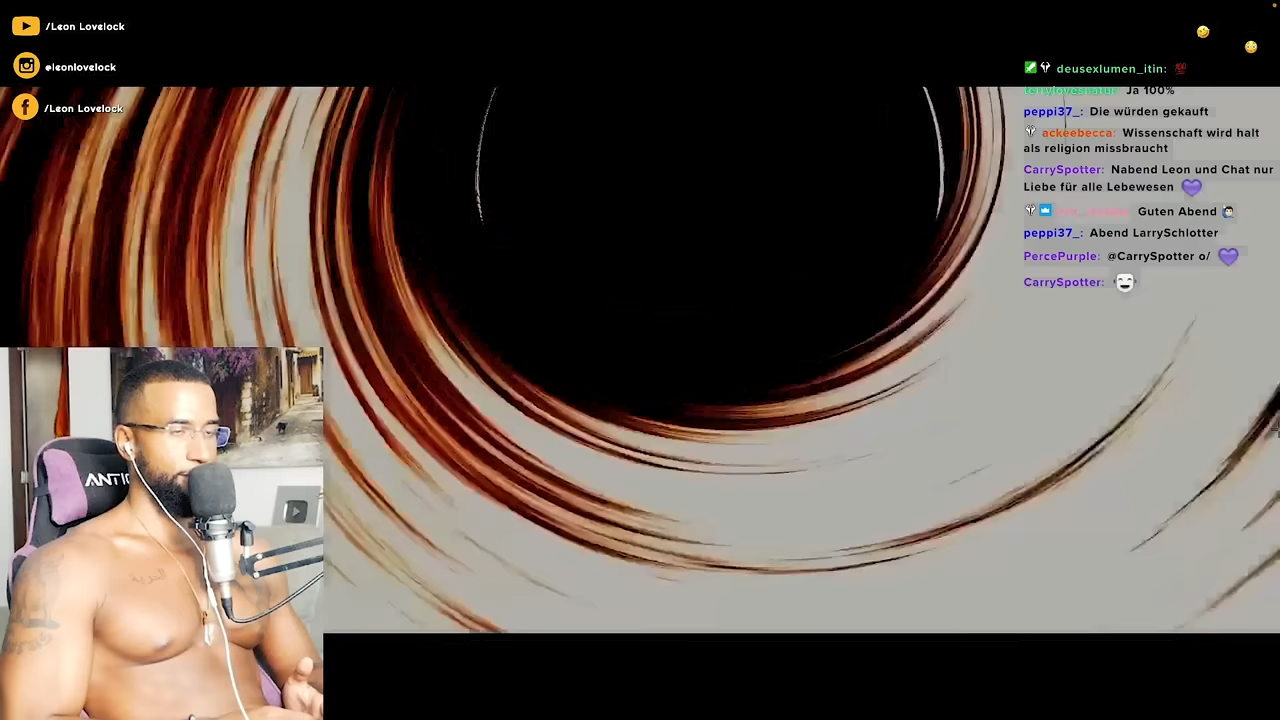 /Leon Lovelock
@leonlovelock
/Leon Lovelock
deusexlumen_itin: 💯
Ja 100%
peppi37_: Die würden gekauft
ackeebecca: Wissenschaft wird halt
als religion missbraucht
CarrySpotter: Nabend Leon und Chat nur
Liebe für alle Lebewesen 💜
Guten Abend
peppi37_: Abend LarrySchlotter
PercePurple: @CarrySpotter o/ 💜
CarrySpotter:
ANTI
الحرية